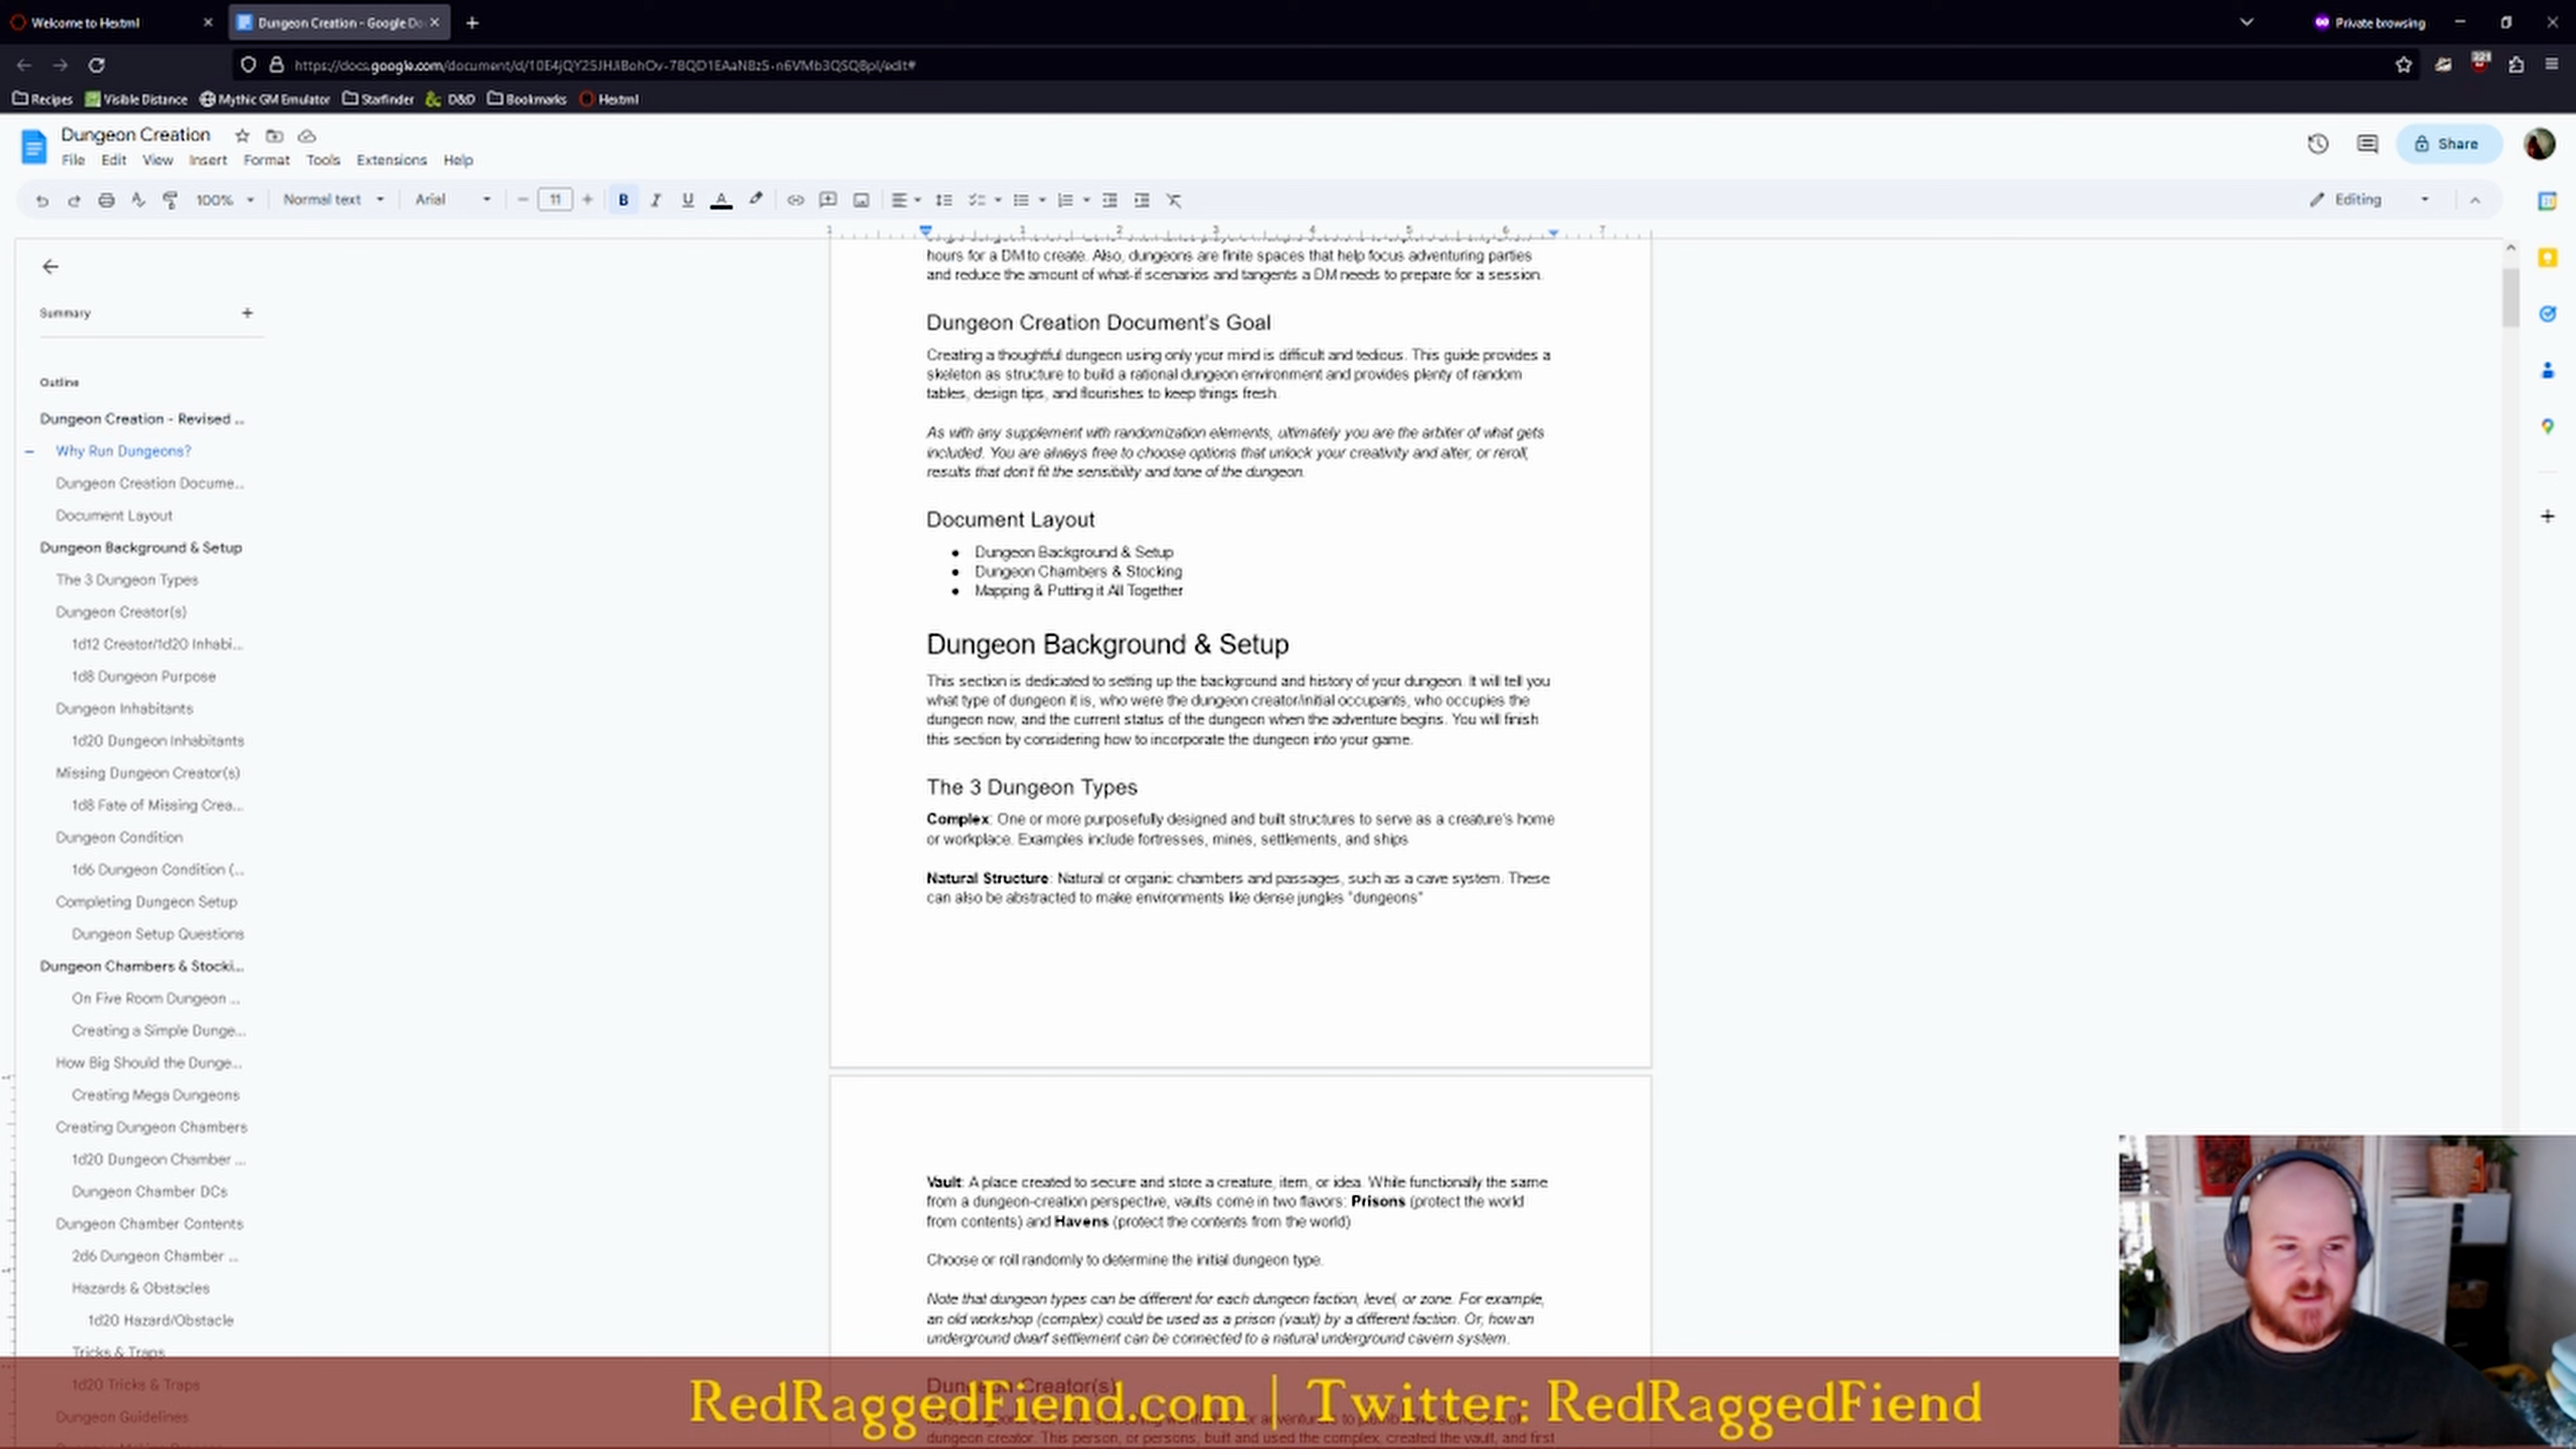 Welcome to Hextml
Dungeon Creation - Google Do
Private browsing
Recipes Visible Distance Mythic GM Emulator Starfinder D&D Bookmarks Hextml
Dungeon Creation
File Edit View Insert Format Tools Extensions Help
Share
100% Normal text Arial 11 Editing
Summary
Outline
Dungeon Creation - Revised ...
Why Run Dungeons?
Dungeon Creation Docume...
Document Layout
Dungeon Background & Setup
The 3 Dungeon Types
Dungeon Creator(s)
1d12 Creator/1d20 Inhabi...
1d8 Dungeon Purpose
Dungeon Inhabitants
1d20 Dungeon Inhabitants
Missing Dungeon Creator(s)
1d8 Fate of Missing Crea...
Dungeon Condition
1d6 Dungeon Condition (...
Completing Dungeon Setup
Dungeon Setup Questions
Dungeon Chambers & Stocki...
On Five Room Dungeon ...
Creating a Simple Dunge...
How Big Should the Dunge...
Creating Mega Dungeons
Creating Dungeon Chambers
1d20 Dungeon Chamber ...
Dungeon Chamber DCs
Dungeon Chamber Contents
2d6 Dungeon Chamber ...
Hazards & Obstacles
1d20 Hazard/Obstacle
Tricks & Traps
1d20 Tricks & Traps
Dungeon Guidelines
hours for a DM to create. Also, dungeons are finite spaces that help focus adventuring parties
and reduce the amount of what-if scenarios and tangents a DM needs to prepare for a session.
Dungeon Creation Document's Goal
Creating a thoughtful dungeon using only your mind is difficult and tedious. This guide provides a
skeleton as structure to build a rational dungeon environment and provides plenty of random
tables, design tips, and flourishes to keep things fresh.
As with any supplement with randomization elements, ultimately you are the arbiter of what gets
included. You are always free to choose options that unlock your creativity and alter, or reroll,
results that don't fit the sensibility and tone of the dungeon.
Document Layout
● Dungeon Background & Setup
● Dungeon Chambers & Stocking
● Mapping & Putting it All Together
Dungeon Background & Setup
This section is dedicated to setting up the background and history of your dungeon. It will tell you
what type of dungeon it is, who were the dungeon creator/initial occupants, who occupies the
dungeon now, and the current status of the dungeon when the adventure begins. You will finish
this section by considering how to incorporate the dungeon into your game.
The 3 Dungeon Types
Complex: One or more purposefully designed and built structures to serve as a creature's home
or workplace. Examples include fortresses, mines, settlements, and ships
Natural Structure: Natural or organic chambers and passages, such as a cave system. These
can also be abstracted to make environments like dense jungles "dungeons"
Vault: A place created to secure and store a creature, item, or idea. While functionally the same
from a dungeon-creation perspective, vaults come in two flavors: Prisons (protect the world
from contents) and Havens (protect the contents from the world)
Choose or roll randomly to determine the initial dungeon type.
Note that dungeon types can be different for each dungeon faction, level, or zone. For example,
an old workshop (complex) could be used as a prison (vault) by a different faction. Or, how an
underground dwarf settlement can be connected to a natural underground cavern system.
Dungeon Creator(s)
dungeon creator. This person, or persons, built and used the complex, created the vault, and first
RedRaggedFiend.com | Twitter: RedRaggedFiend